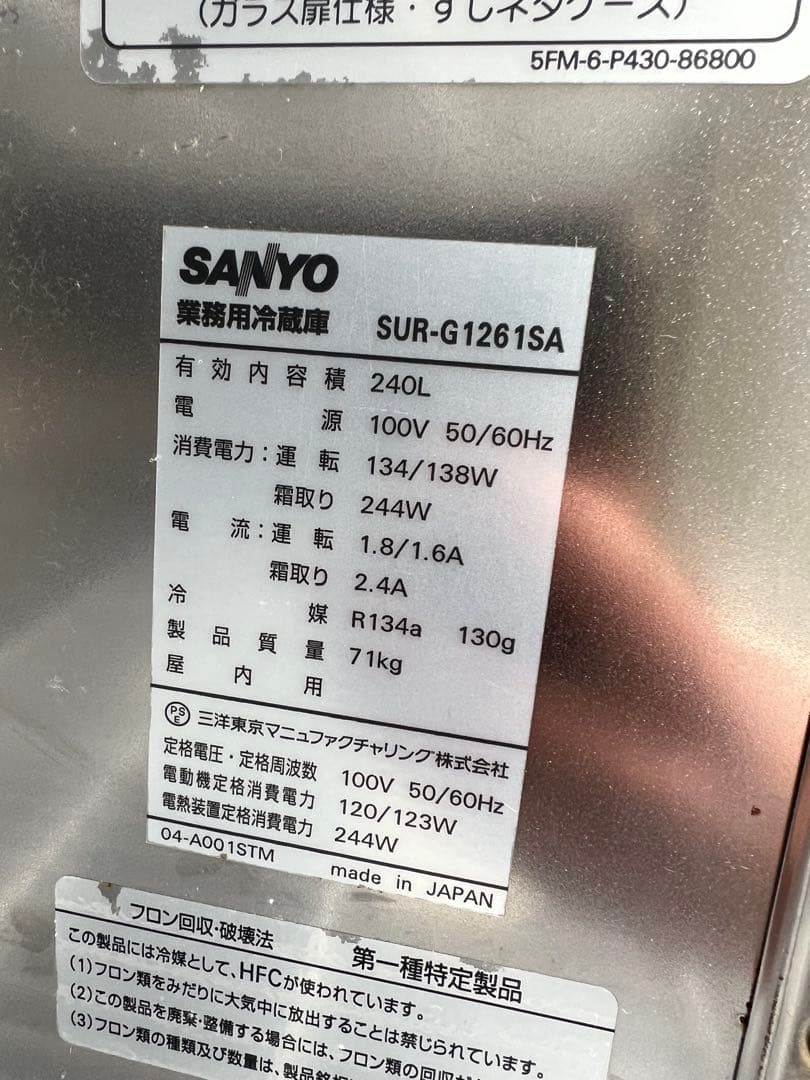 (ガラス扉仕様・すしネタケース)
5FM-6-P430-86800
SANYO
業務用冷蔵庫 SUR-G1261SA
有効内容積 240L
電源 100V 50/60Hz
消費電力:運転 134/138W
霜取り 244W
電流:運転 1.8/1.6A
霜取り 2.4A
冷媒 R134a 130g
製品質量 71kg
屋内用
PSE 三洋東京マニュファクチャリング株式会社
定格電圧・定格周波数 100V 50/60Hz
電動機定格消費電力 120/123W
電熱装置定格消費電力 244W
04-A001STM made in JAPAN
フロン回収・破壊法 第一種特定製品
この製品には冷媒として、HFCが使われています。
(1)フロン類をみだりに大気中に放出することは禁じられています。
(2)この製品を廃棄・整備する場合には、フロン類の回収が
(3)フロン類の種類及び数量は、製品銘